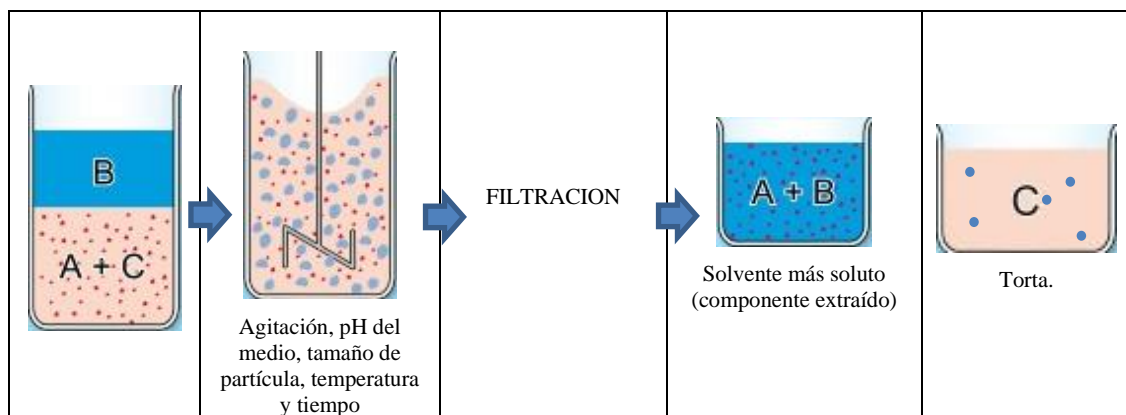 B
A + C
Agitación, pH del
medio, tamaño de
partícula, temperatura
y tiempo
FILTRACION
A + B
Solvente más soluto
(componente extraído)
C
Torta.